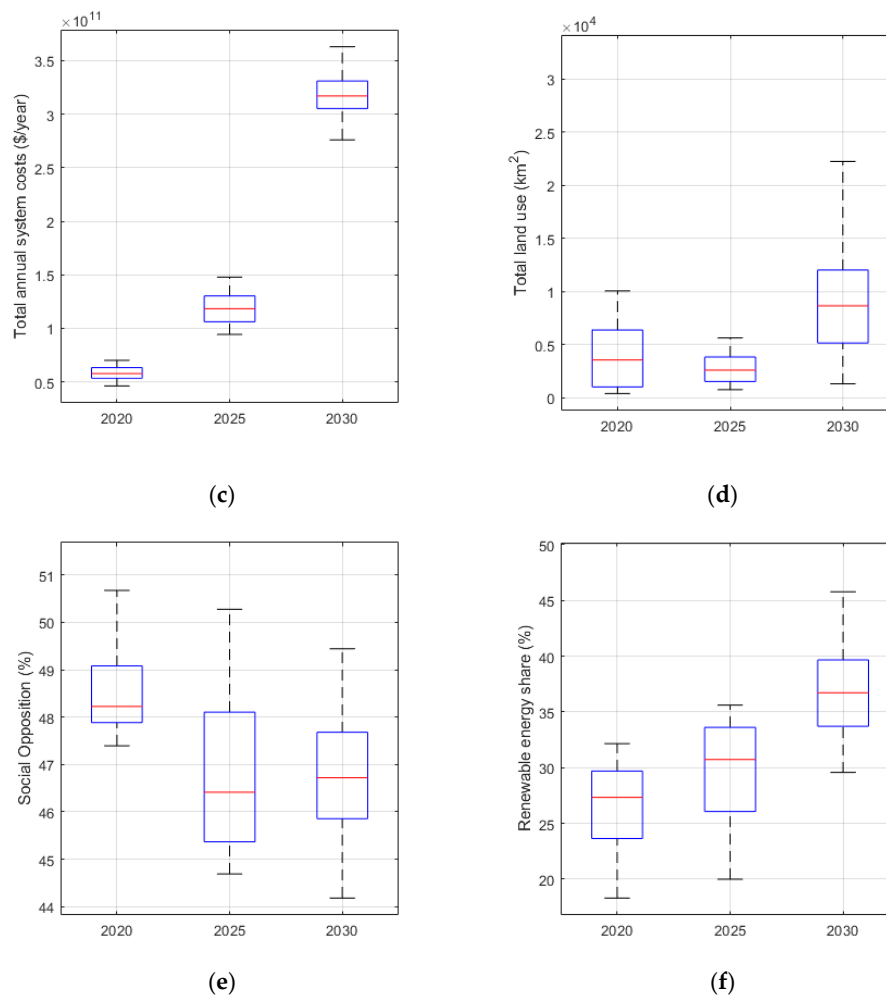 ×10^11
3.5
3
2.5
2
1.5
1
0.5
Total annual system costs ($/year)
2020 2025 2030
(c)
×10^4
3
2.5
2
1.5
1
0.5
0
Total land use (km²)
2020 2025 2030
(d)
51
50
49
48
47
46
45
44
Social Opposition (%)
2020 2025 2030
(e)
50
45
40
35
30
25
20
Renewable energy share (%)
2020 2025 2030
(f)